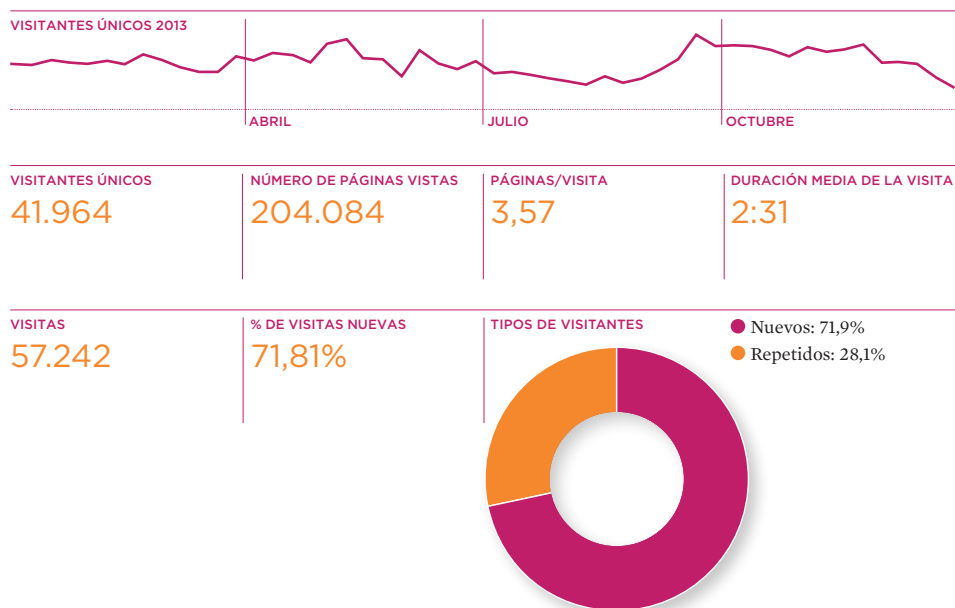 VISITANTES ÚNICOS 2013
ABRIL
JULIO
OCTUBRE
VISITANTES ÚNICOS
41.964
NÚMERO DE PÁGINAS VISTAS
204.084
PÁGINAS/VISITA
3,57
DURACIÓN MEDIA DE LA VISITA
2:31
VISITAS
57.242
% DE VISITAS NUEVAS
71,81%
TIPOS DE VISITANTES
Nuevos: 71,9%
Repetidos: 28,1%